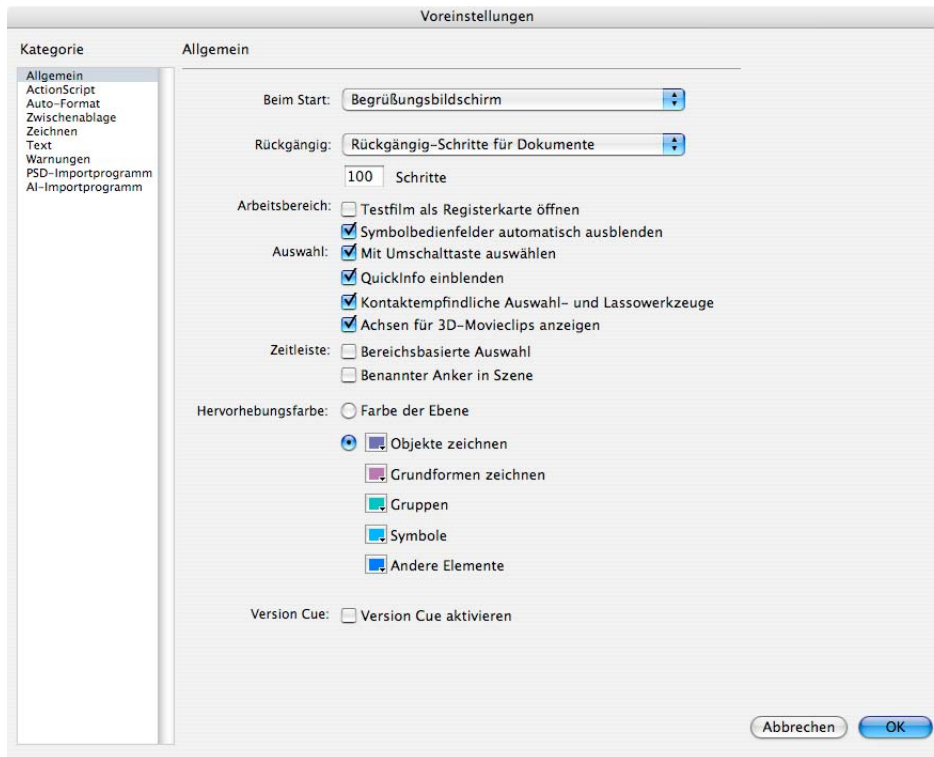 Voreinstellungen
Kategorie
Allgemein
ActionScript
Auto-Format
Zwischenablage
Zeichnen
Text
Warnungen
PSD-Importprogramm
AI-Importprogramm
Allgemein
Beim Start: Begrüßungsbildschirm
Rückgängig: Rückgängig-Schritte für Dokumente
100 Schritte
Arbeitsbereich: Testfilm als Registerkarte öffnen
Symbolbedienfelder automatisch ausblenden
Auswahl: Mit Umschalttaste auswählen
QuickInfo einblenden
Kontaktempfindliche Auswahl- und Lassowerkzeuge
Achsen für 3D-Movieclips anzeigen
Zeitleiste: Bereichsbasierte Auswahl
Benannter Anker in Szene
Hervorhebungsfarbe: Farbe der Ebene
Objekte zeichnen
Grundformen zeichnen
Gruppen
Symbole
Andere Elemente
Version Cue: Version Cue aktivieren
Abbrechen OK